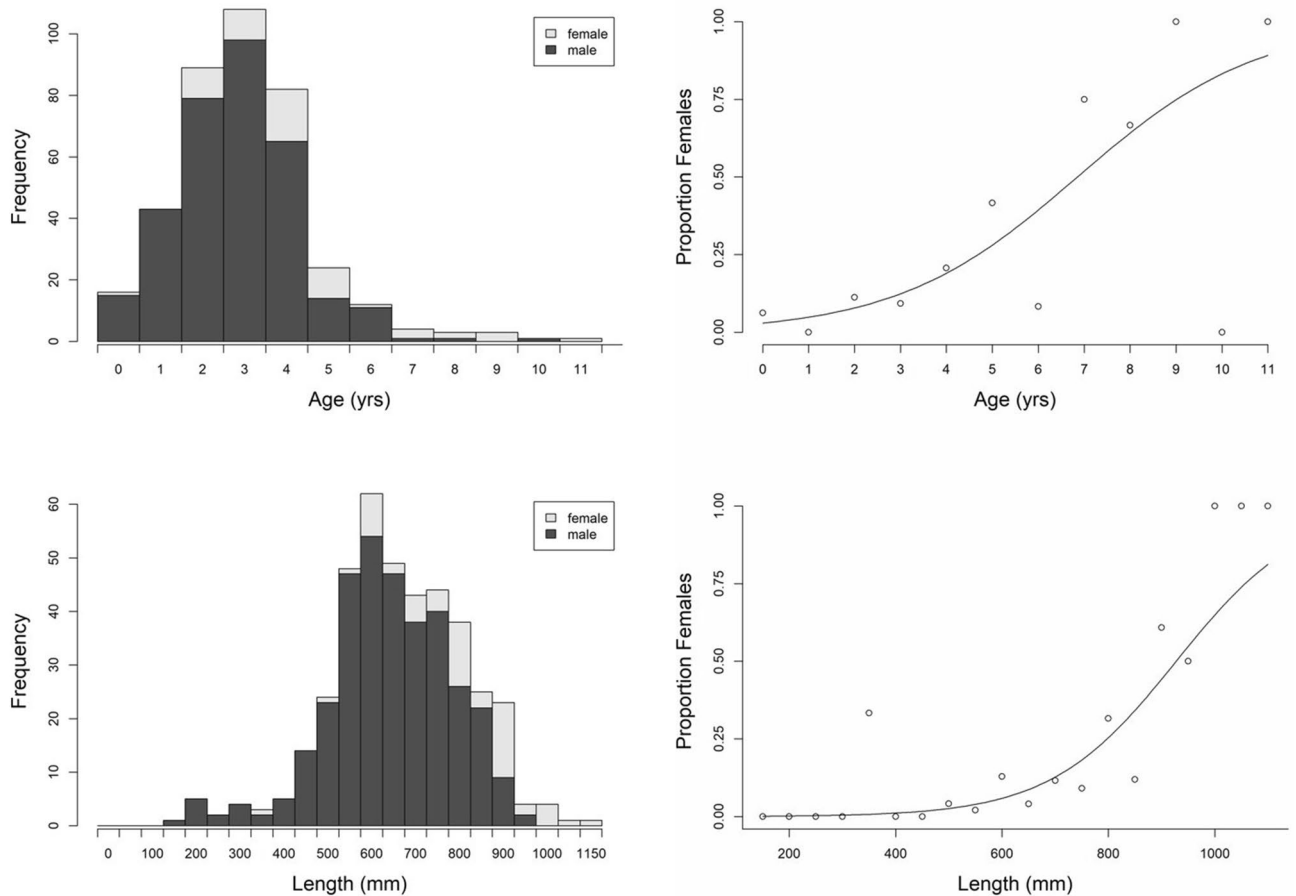 100
80
60
40
20
0
Frequency
female
male
0 1 2 3 4 5 6 7 8 9 10 11
Age (yrs)
1.00
0.75
0.50
0.25
0.00
Proportion Females
0 1 2 3 4 5 6 7 8 9 10 11
Age (yrs)
60
50
40
30
20
10
0
Frequency
female
male
0 100 200 300 400 500 600 700 800 900 1000 1150
Length (mm)
1.00
0.75
0.50
0.25
0.00
Proportion Females
200 400 600 800 1000
Length (mm)